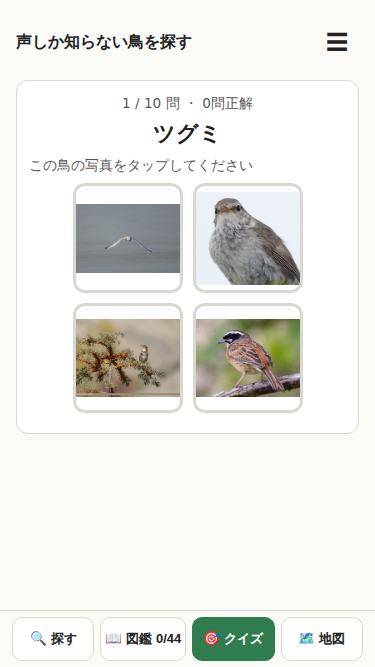 声しか知らない鳥を探す
☰
1 / 10 問 ・ 0問正解
ツグミ
この鳥の写真をタップしてください
🔍 探す
📖 図鑑 0/44
🎯 クイズ
🗺️ 地図